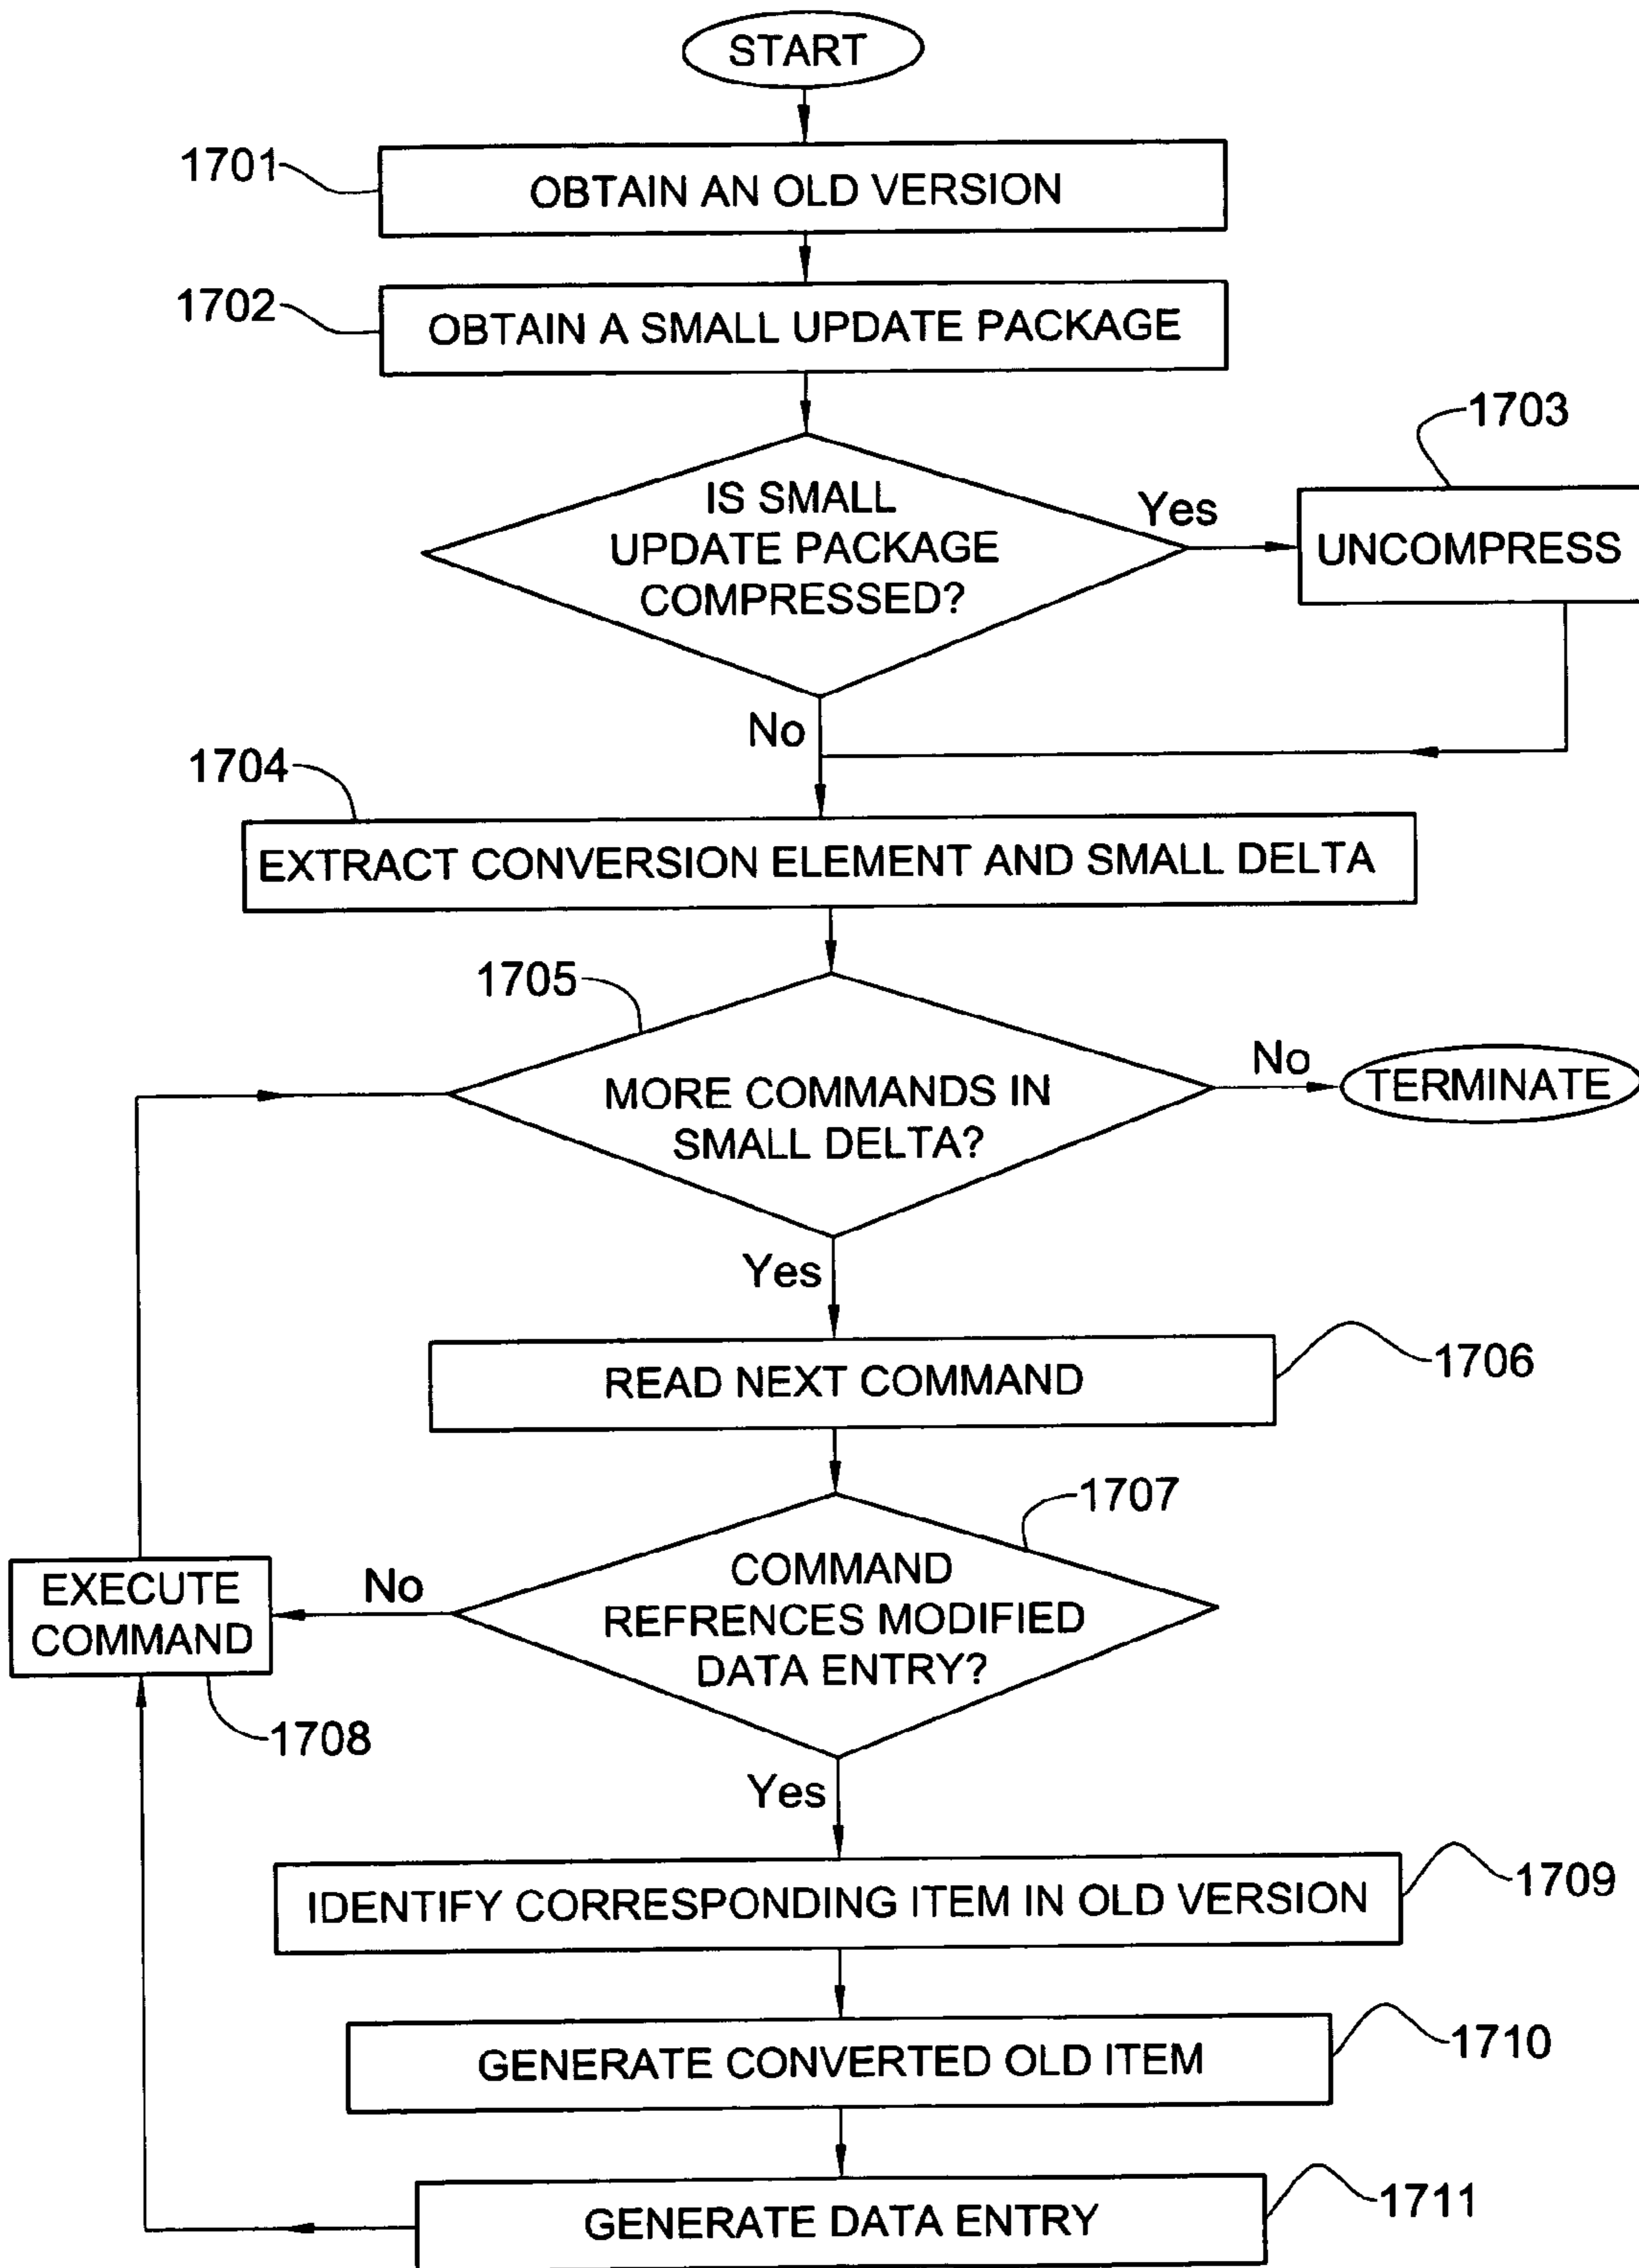 START
1701
OBTAIN AN OLD VERSION
1702
OBTAIN A SMALL UPDATE PACKAGE
1703
IS SMALL
UPDATE PACKAGE
COMPRESSED?
Yes
UNCOMPRESS
No
1704
EXTRACT CONVERSION ELEMENT AND SMALL DELTA
1705
MORE COMMANDS IN
SMALL DELTA?
No
TERMINATE
Yes
READ NEXT COMMAND
1706
1707
COMMAND
REFRENCES MODIFIED
DATA ENTRY?
No
EXECUTE
COMMAND
1708
Yes
IDENTIFY CORRESPONDING ITEM IN OLD VERSION
1709
GENERATE CONVERTED OLD ITEM
1710
GENERATE DATA ENTRY
1711